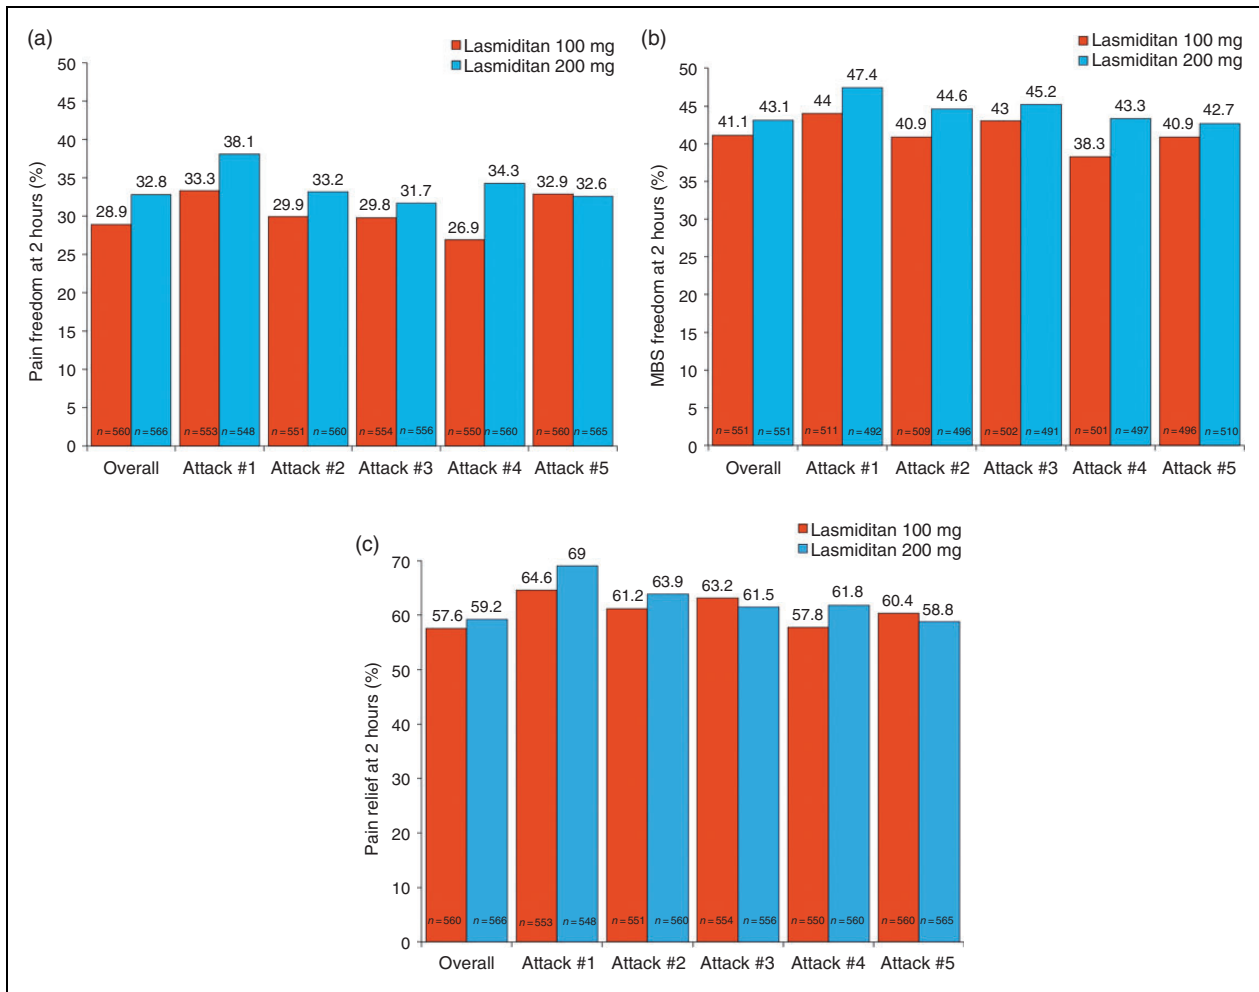 (a)
Lasmiditan 100 mg
Lasmiditan 200 mg
Pain freedom at 2 hours (%)
50
45
40
35
30
25
20
15
10
5
0
28.9 32.8 33.3 38.1 29.9 33.2 29.8 31.7 26.9 34.3 32.9 32.6
n=560 n=566 n=553 n=548 n=551 n=560 n=554 n=556 n=550 n=560 n=560 n=565
Overall Attack #1 Attack #2 Attack #3 Attack #4 Attack #5
(b)
Lasmiditan 100 mg
Lasmiditan 200 mg
MBS freedom at 2 hours (%)
50
45
40
35
30
25
20
15
10
5
0
41.1 43.1 44 47.4 40.9 44.6 43 45.2 38.3 43.3 40.9 42.7
n=551 n=551 n=511 n=492 n=509 n=496 n=502 n=491 n=501 n=497 n=496 n=510
Overall Attack #1 Attack #2 Attack #3 Attack #4 Attack #5
(c)
Lasmiditan 100 mg
Lasmiditan 200 mg
Pain relief at 2 hours (%)
70
60
50
40
30
20
10
0
57.6 59.2 64.6 69 61.2 63.9 63.2 61.5 57.8 61.8 60.4 58.8
n=560 n=566 n=553 n=548 n=551 n=560 n=554 n=556 n=550 n=560 n=560 n=565
Overall Attack #1 Attack #2 Attack #3 Attack #4 Attack #5